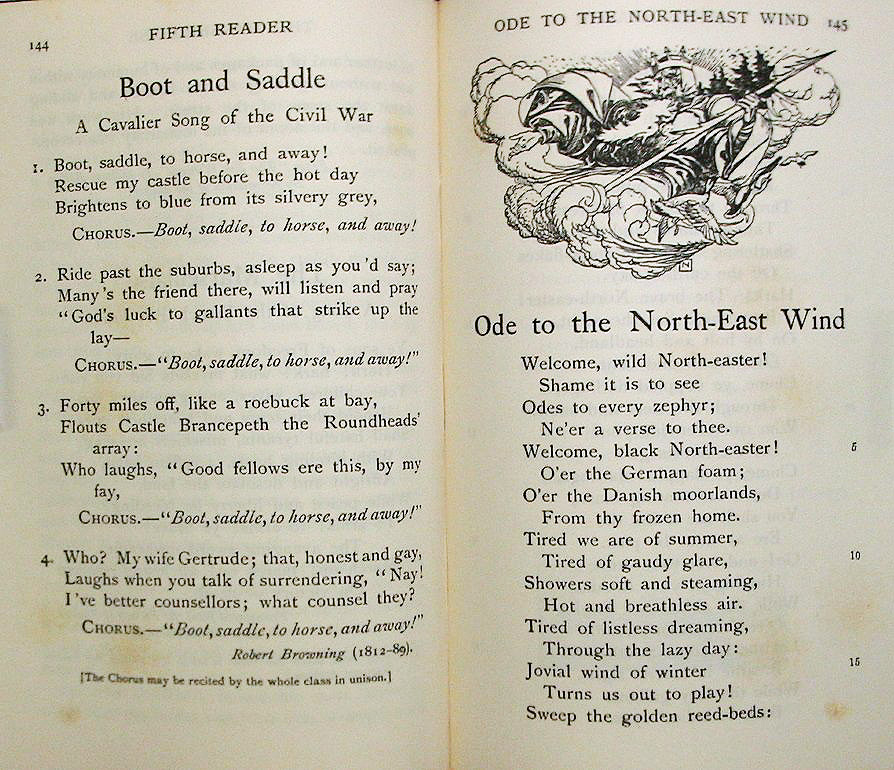 144
FIFTH READER
Boot and Saddle
A Cavalier Song of the Civil War
1. Boot, saddle, to horse, and away!
Rescue my castle before the hot day
Brightens to blue from its silvery grey,
CHORUS.—Boot, saddle, to horse, and away!
2. Ride past the suburbs, asleep as you'd say;
Many's the friend there, will listen and pray
"God's luck to gallants that strike up the
lay—
CHORUS.—"Boot, saddle, to horse, and away!"
3. Forty miles off, like a roebuck at bay,
Flouts Castle Brancepeth the Roundheads'
array:
Who laughs, "Good fellows ere this, by my
fay,
CHORUS.—"Boot, saddle, to horse, and away!"
4. Who? My wife Gertrude; that, honest and gay,
Laughs when you talk of surrendering, "Nay!
I've better counsellors; what counsel they?
CHORUS.—"Boot, saddle, to horse, and away!"
Robert Browning (1812-89).
[The Chorus may be recited by the whole class in unison.]
ODE TO THE NORTH-EAST WIND 145
Ode to the North-East Wind
Welcome, wild North-easter!
Shame it is to see
Odes to every zephyr;
Ne'er a verse to thee.
Welcome, black North-easter! 5
O'er the German foam;
O'er the Danish moorlands,
From thy frozen home.
Tired we are of summer,
Tired of gaudy glare, 10
Showers soft and steaming,
Hot and breathless air.
Tired of listless dreaming,
Through the lazy day:
Jovial wind of winter 15
Turns us out to play!
Sweep the golden reed-beds: